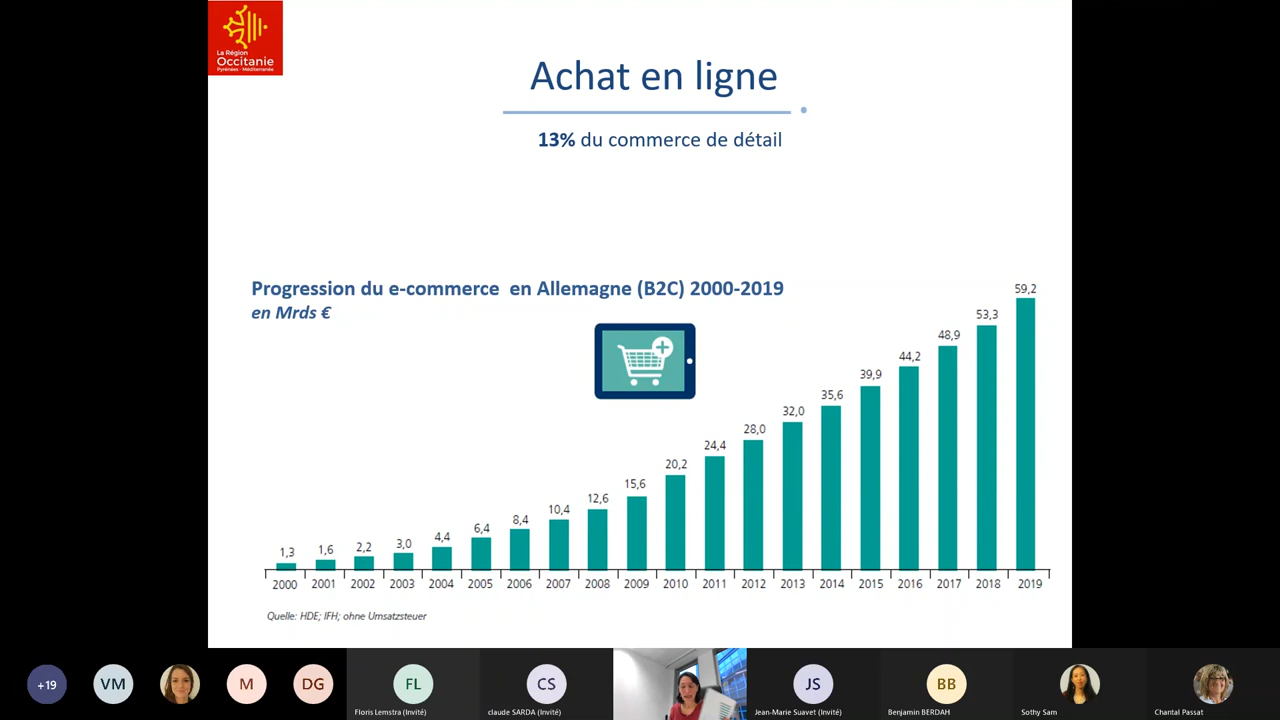 La Région
Occitanie
Pyrénées - Méditerranée
Achat en ligne
13% du commerce de détail
Progression du e-commerce en Allemagne (B2C) 2000-2019
en Mrds €
1,3
1,6
2,2
3,0
4,4
6,4
8,4
10,4
12,6
15,6
20,2
24,4
28,0
32,0
35,6
39,9
44,2
48,9
53,3
59,2
2000 2001 2002 2003 2004 2005 2006 2007 2008 2009 2010 2011 2012 2013 2014 2015 2016 2017 2018 2019
Quelle: HDE; IFH; ohne Umsatzsteuer
+19
VM
M
DG
FL
Floris Lemstra (Invité)
CS
claude SARDA (Invité)
JS
Jean-Marie Suavet (Invité)
BB
Benjamin BERDAH
Sothy Sam
Chantal Passat